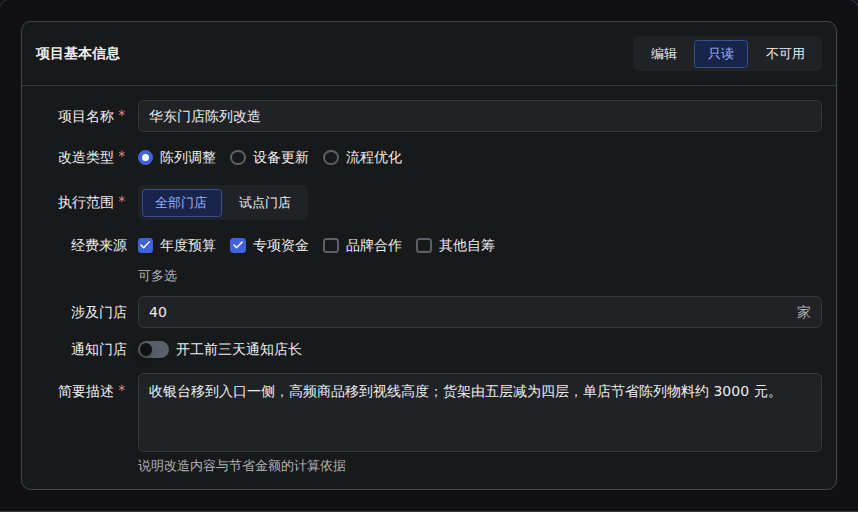 项目基本信息
编辑 只读 不可用
项目名称 * 华东门店陈列改造
改造类型 * 陈列调整 设备更新 流程优化
执行范围 * 全部门店 试点门店
经费来源 年度预算 专项资金 品牌合作 其他自筹
可多选
涉及门店 40 家
通知门店 开工前三天通知店长
简要描述 * 收银台移到入口一侧，高频商品移到视线高度；货架由五层减为四层，单店节省陈列物料约 3000 元。
说明改造内容与节省金额的计算依据